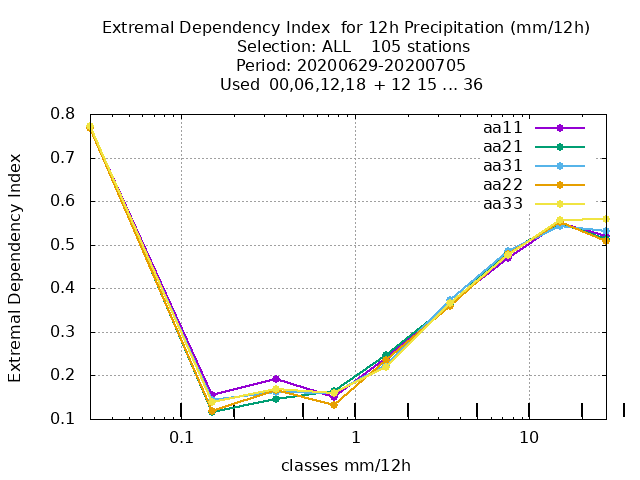 Extremal Dependency Index  for 12h Precipitation (mm/12h)
Selection: ALL    105 stations
Period: 20200629-20200705
Used  00,06,12,18  + 12 15 ... 36
0.8
0.7
0.6
0.5
0.4
0.3
0.2
0.1
Extremal Dependency Index
aa11
aa21
aa31
aa22
aa33
0.1
1
10
classes mm/12h